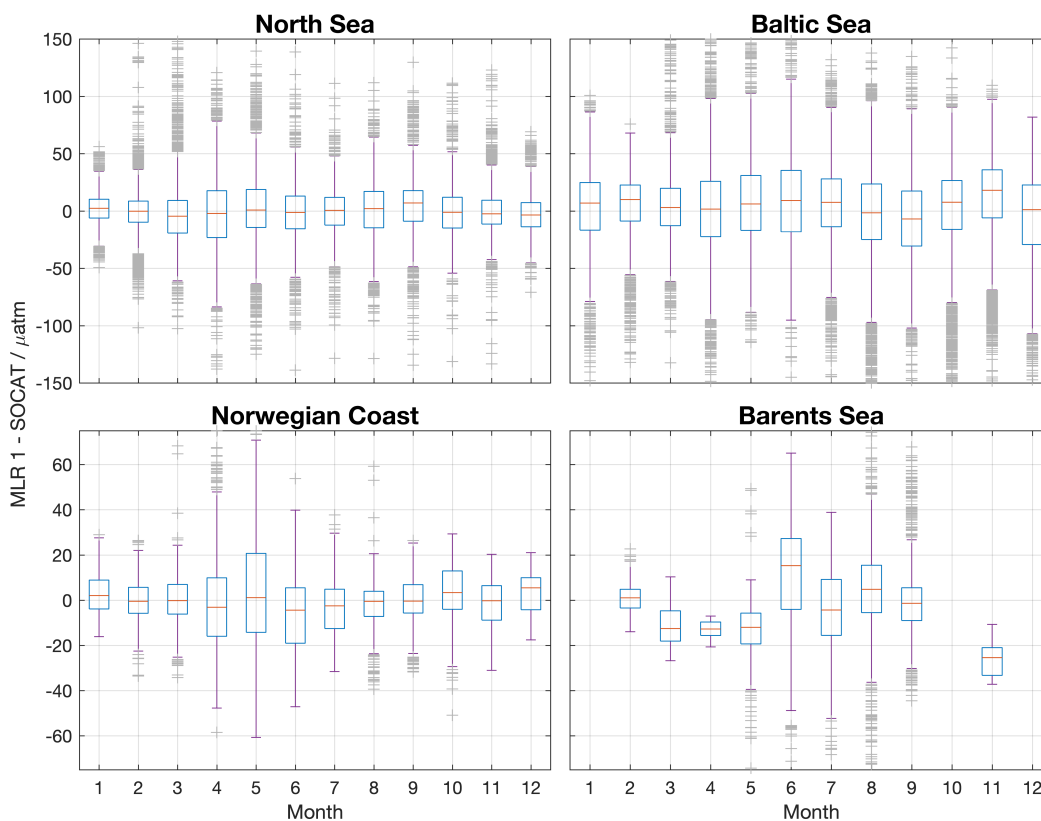 North Sea
Baltic Sea
150
100
50
0
-50
-100
-150
MLR 1 - SOCAT / μatm
Norwegian Coast
Barents Sea
60
40
20
0
-20
-40
-60
1 2 3 4 5 6 7 8 9 10 11 12
1 2 3 4 5 6 7 8 9 10 11 12
Month
Month